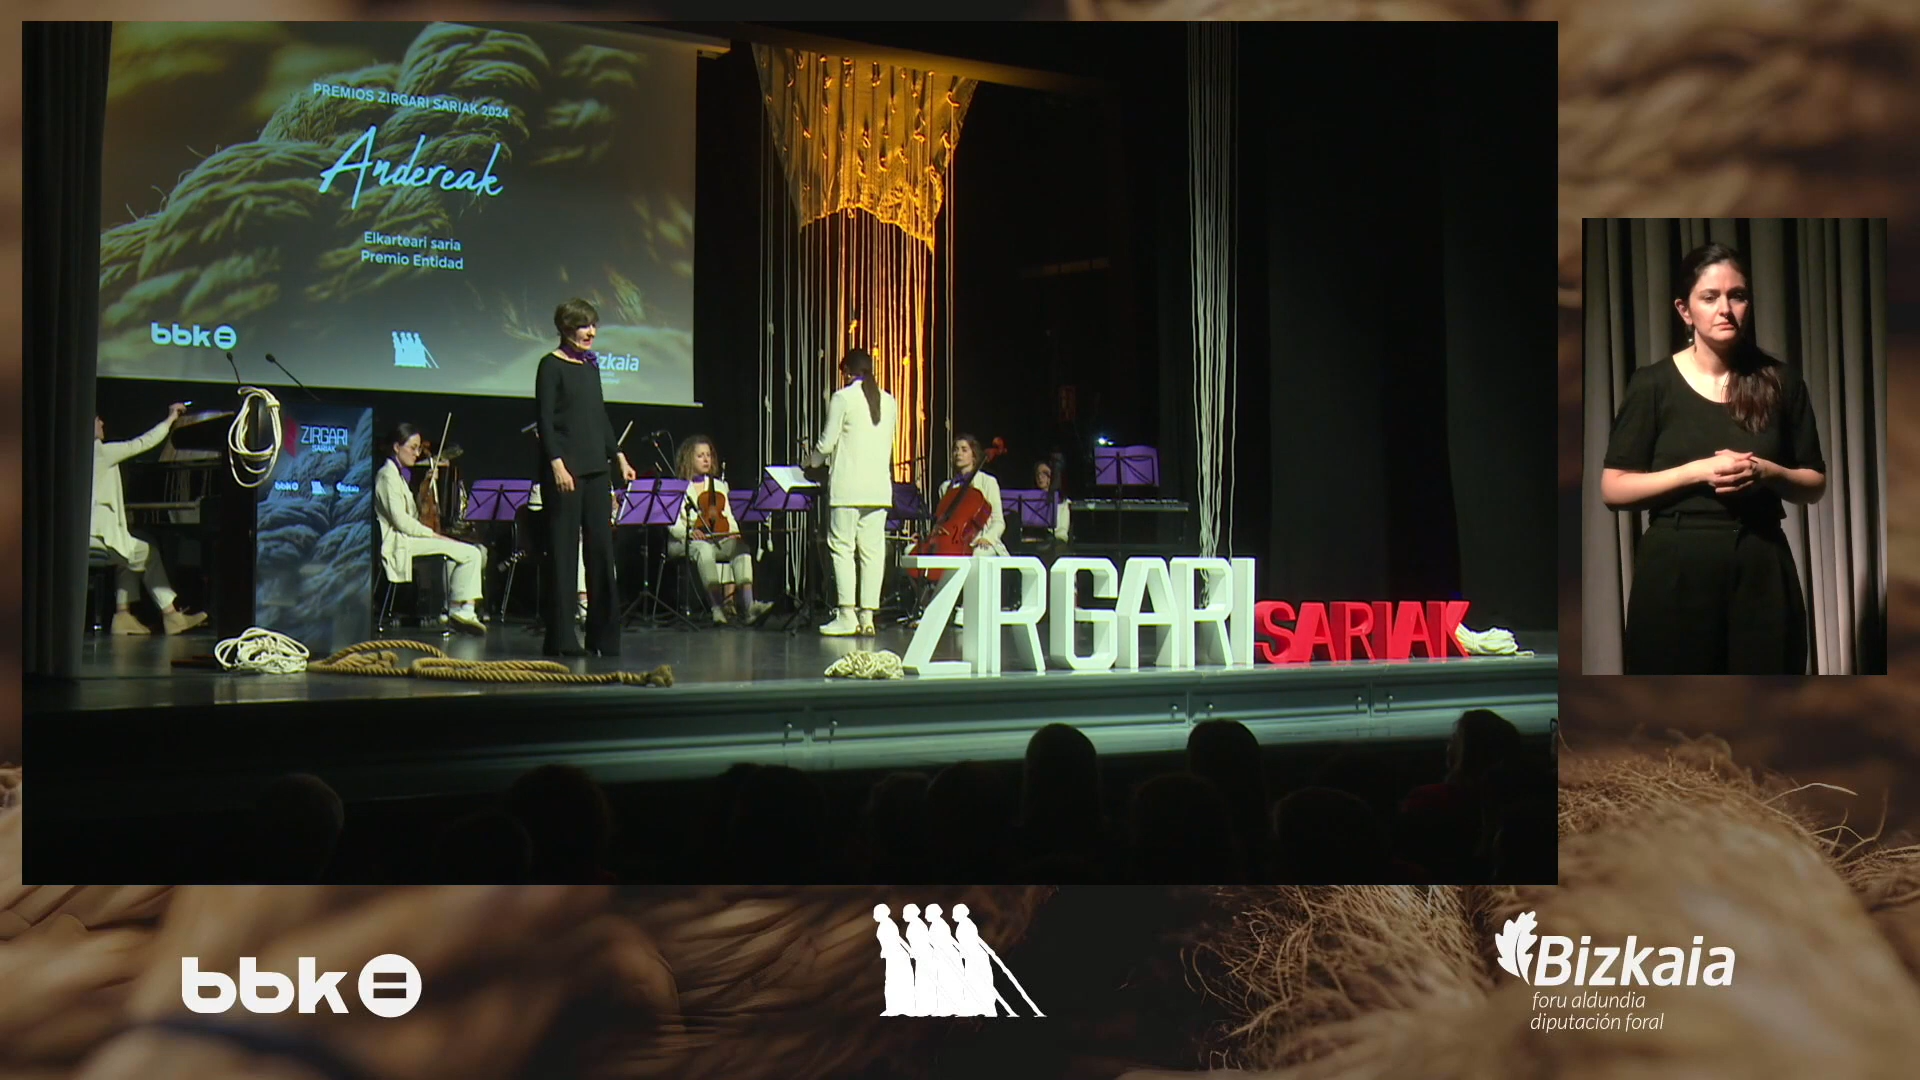 PREMIOS ZIRGARI SARIAK 2024
Andereak
Elkarteari saria
Premio Entidad
bbk
zkaia
ZIRGARI
SARIAK
bbk
Bizkaia
ZIRGARI SARIAK
bbk
Bizkaia
foru aldundia
diputación foral